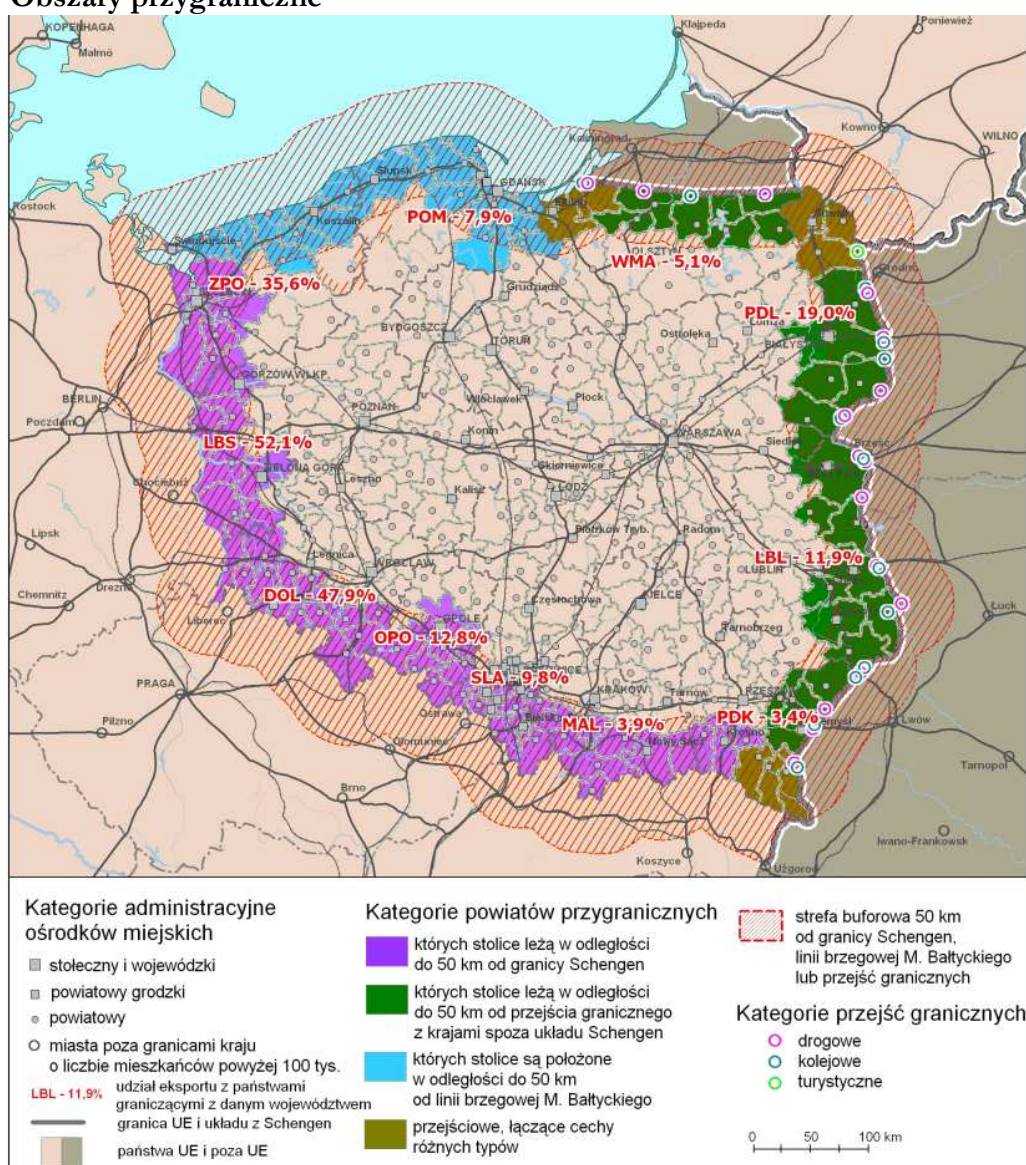 Obszary przygraniczne
KOPENHAGA
Malmö
Kłajpeda
Poniewież
Kowno
WILNO
Kaliningrad
Rostock
Słupsk
GDAŃSK
Koszalin
POM - 7,9%
Elbląg
Suwałki
Świnoujście
OLSZTYN
WMA - 5,1%
Grodno
ZPO - 35,6%
Grudziądz
PDL - 19,0%
Łomża
BYDGOSZCZ
TORUŃ
Ostrołęka
BIAŁYSTOK
GORZÓW WLKP.
BERLIN
Włocławek
Płock
Poczdam
POZNAŃ
Konin
WARSZAWA
Siedlce
Brześć
LBS - 52,1%
ZIELONA GÓRA
Skierniewice
Chociebuż
Leszno
Kalisz
ŁÓDŹ
Lipsk
Piotrków Tryb.
Radom
Legnica
WROCŁAW
LBL - 11,9%
LUBLIN
Chemnitz
Drezno
DOL - 47,9%
Liberec
Częstochowa
KIELCE
Łuck
OPO - 12,8%
OPOLE
Tarnobrzeg
SLA - 9,8%
KATOWICE
PRAGA
KRAKÓW
Tarnów
RZESZÓW
Ostrawa
Bielsko
MAL - 3,9%
PDK - 3,4%
Przemyśl
Lwów
Pilzno
Ołomuniec
Nowy Sącz
Krosno
Tarnopol
Brno
Iwano-Frankowsk
Koszyce
Użgorod
Kategorie administracyjne
ośrodków miejskich
stołeczny i wojewódzki
powiatowy grodzki
powiatowy
miasta poza granicami kraju
o liczbie mieszkańców powyżej 100 tys.
LBL - 11,9% udział eksportu z państwami
graniczącymi z danym województwem
granica UE i układu z Schengen
państwa UE i poza UE
Kategorie powiatów przygranicznych
których stolice leżą w odległości
do 50 km od granicy Schengen
których stolice leżą w odległości
do 50 km od przejścia granicznego
z krajami spoza układu Schengen
których stolice są położone
w odległości do 50 km
od linii brzegowej M. Bałtyckiego
przejściowe, łączące cechy
różnych typów
strefa buforowa 50 km
od granicy Schengen,
linii brzegowej M. Bałtyckiego
lub przejść granicznych
Kategorie przejść granicznych
drogowe
kolejowe
turystyczne
0 50 100 km